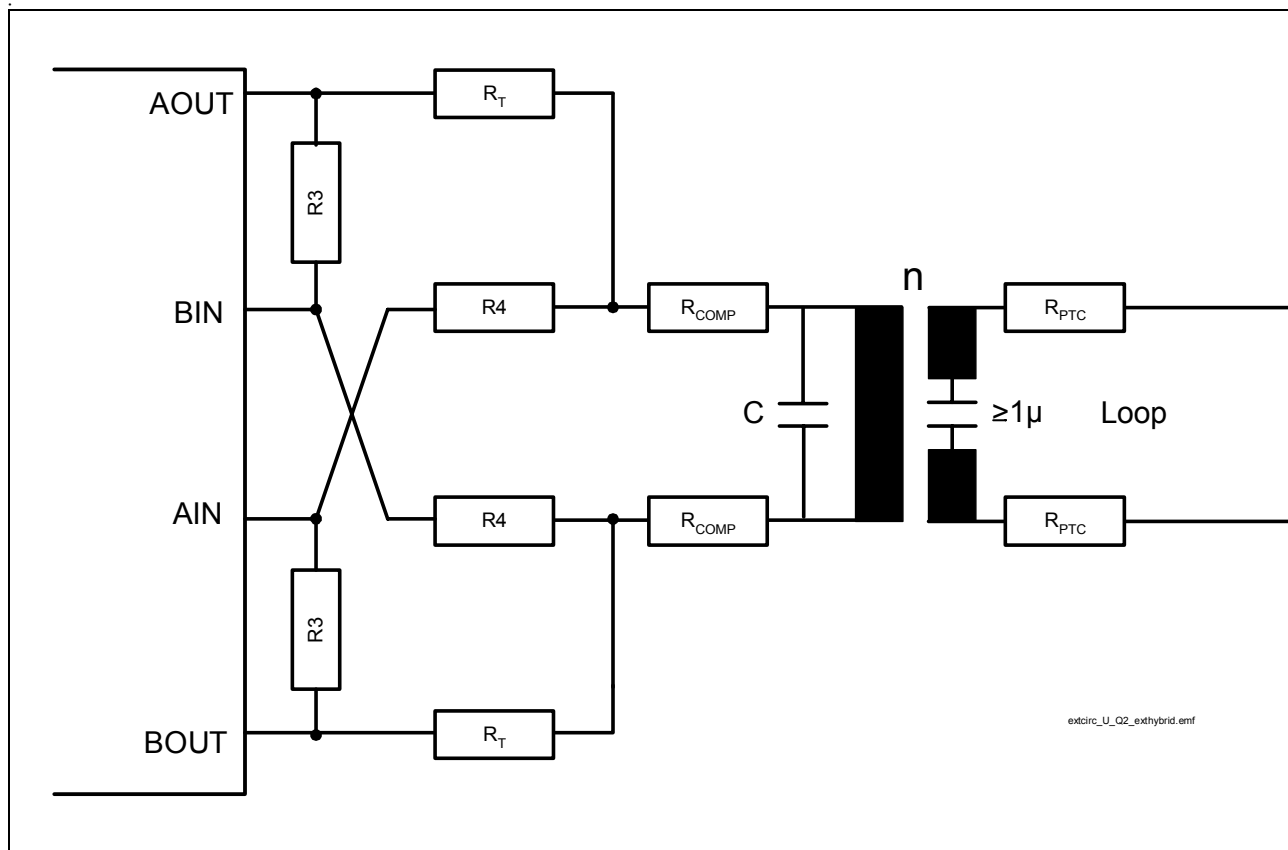 AOUT
R_T
R3
n
BIN
R4
R_COMP
R_PTC
C
≥1µ
Loop
AIN
R4
R_COMP
R_PTC
R3
BOUT
R_T
extcirc_U_Q2_exthybrid.emf